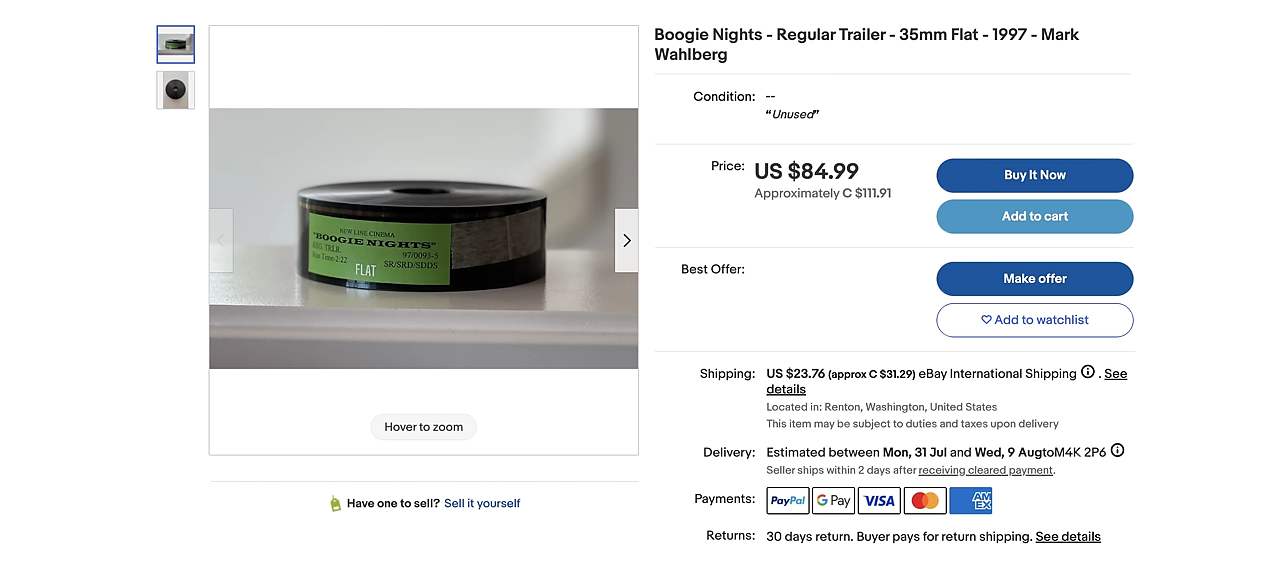 Boogie Nights - Regular Trailer - 35mm Flat - 1997 - Mark
Wahlberg
Condition: --
“Unused”
Price: US $84.99
Approximately C $111.91
Buy It Now
Add to cart
Best Offer:
Make offer
Add to watchlist
Shipping: US $23.76 (approx C $31.29) eBay International Shipping . See
details
Located in: Renton, Washington, United States
This item may be subject to duties and taxes upon delivery
Delivery: Estimated between Mon, 31 Jul and Wed, 9 AugtoM4K 2P6
Seller ships within 2 days after receiving cleared payment.
Payments: PayPal G Pay VISA AM EX
Returns: 30 days return. Buyer pays for return shipping. See details
NEW LINE CINEMA
"BOOGIE NIGHTS"
REG. TRLR. 97/0093-5
Run Time-2:22 SR/SRD/SDDS
FLAT
Hover to zoom
Have one to sell? Sell it yourself